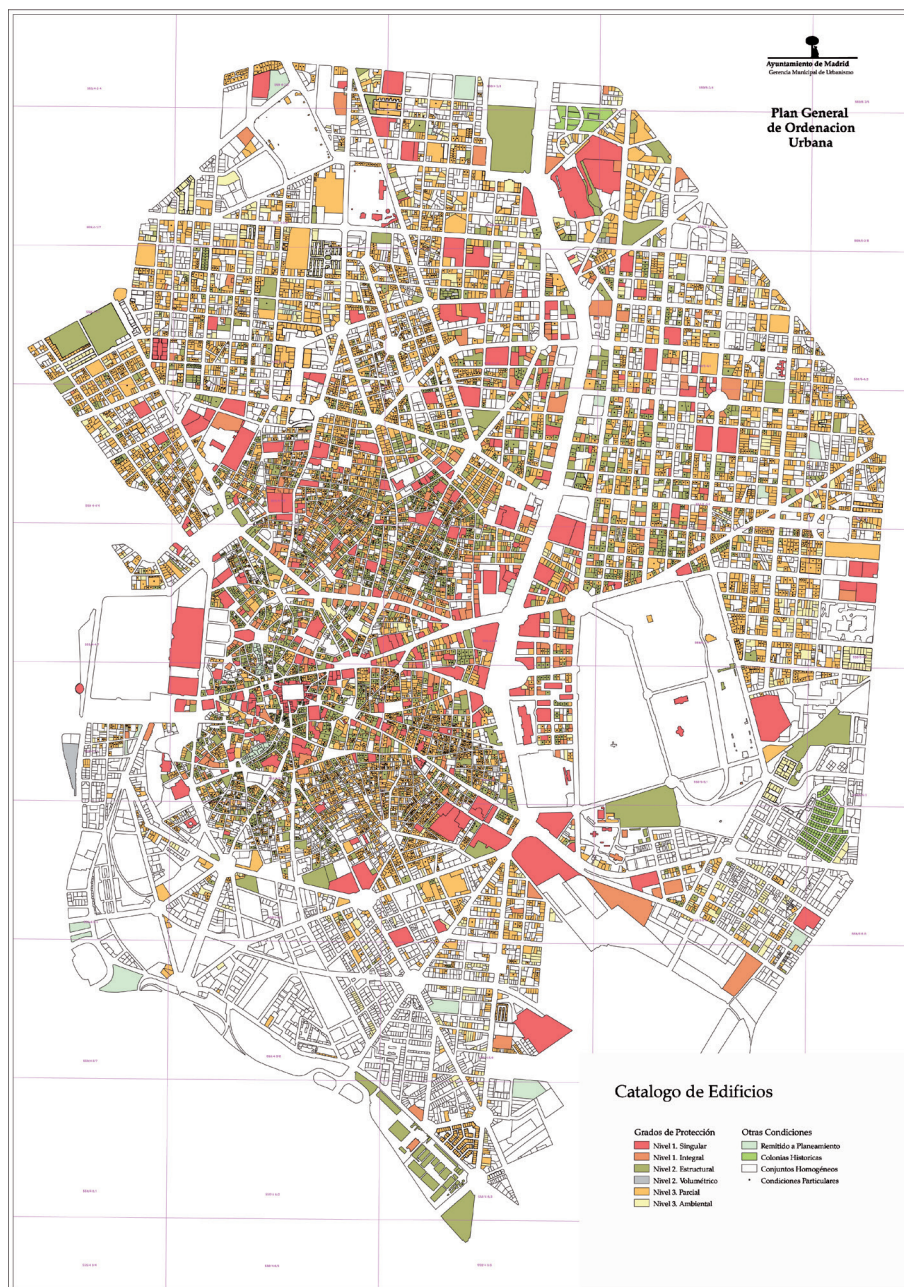 Ayuntamiento de Madrid
Gerencia Municipal de Urbanismo
Plan General
de Ordenacion
Urbana
Catalogo de Edificios
Grados de Protección
Nivel 1. Singular
Nivel 1. Integral
Nivel 2. Estructural
Nivel 2. Volumétrico
Nivel 3. Parcial
Nivel 3. Ambiental
Otras Condiciones
Remitido a Planeamiento
Colonias Historicas
Conjuntos Homogéneos
Condiciones Particulares